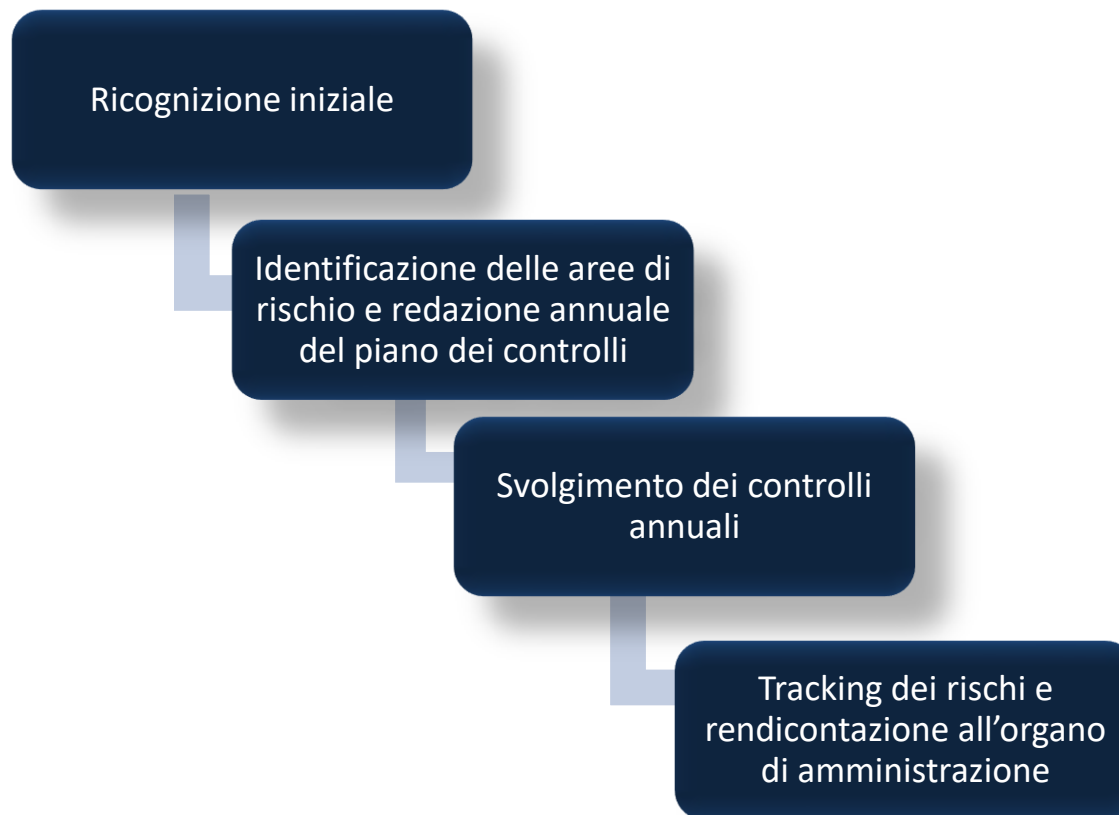 Ricognizione iniziale
Identificazione delle aree di
rischio e redazione annuale
del piano dei controlli
Svolgimento dei controlli
annuali
Tracking dei rischi e
rendicontazione all’organo
di amministrazione